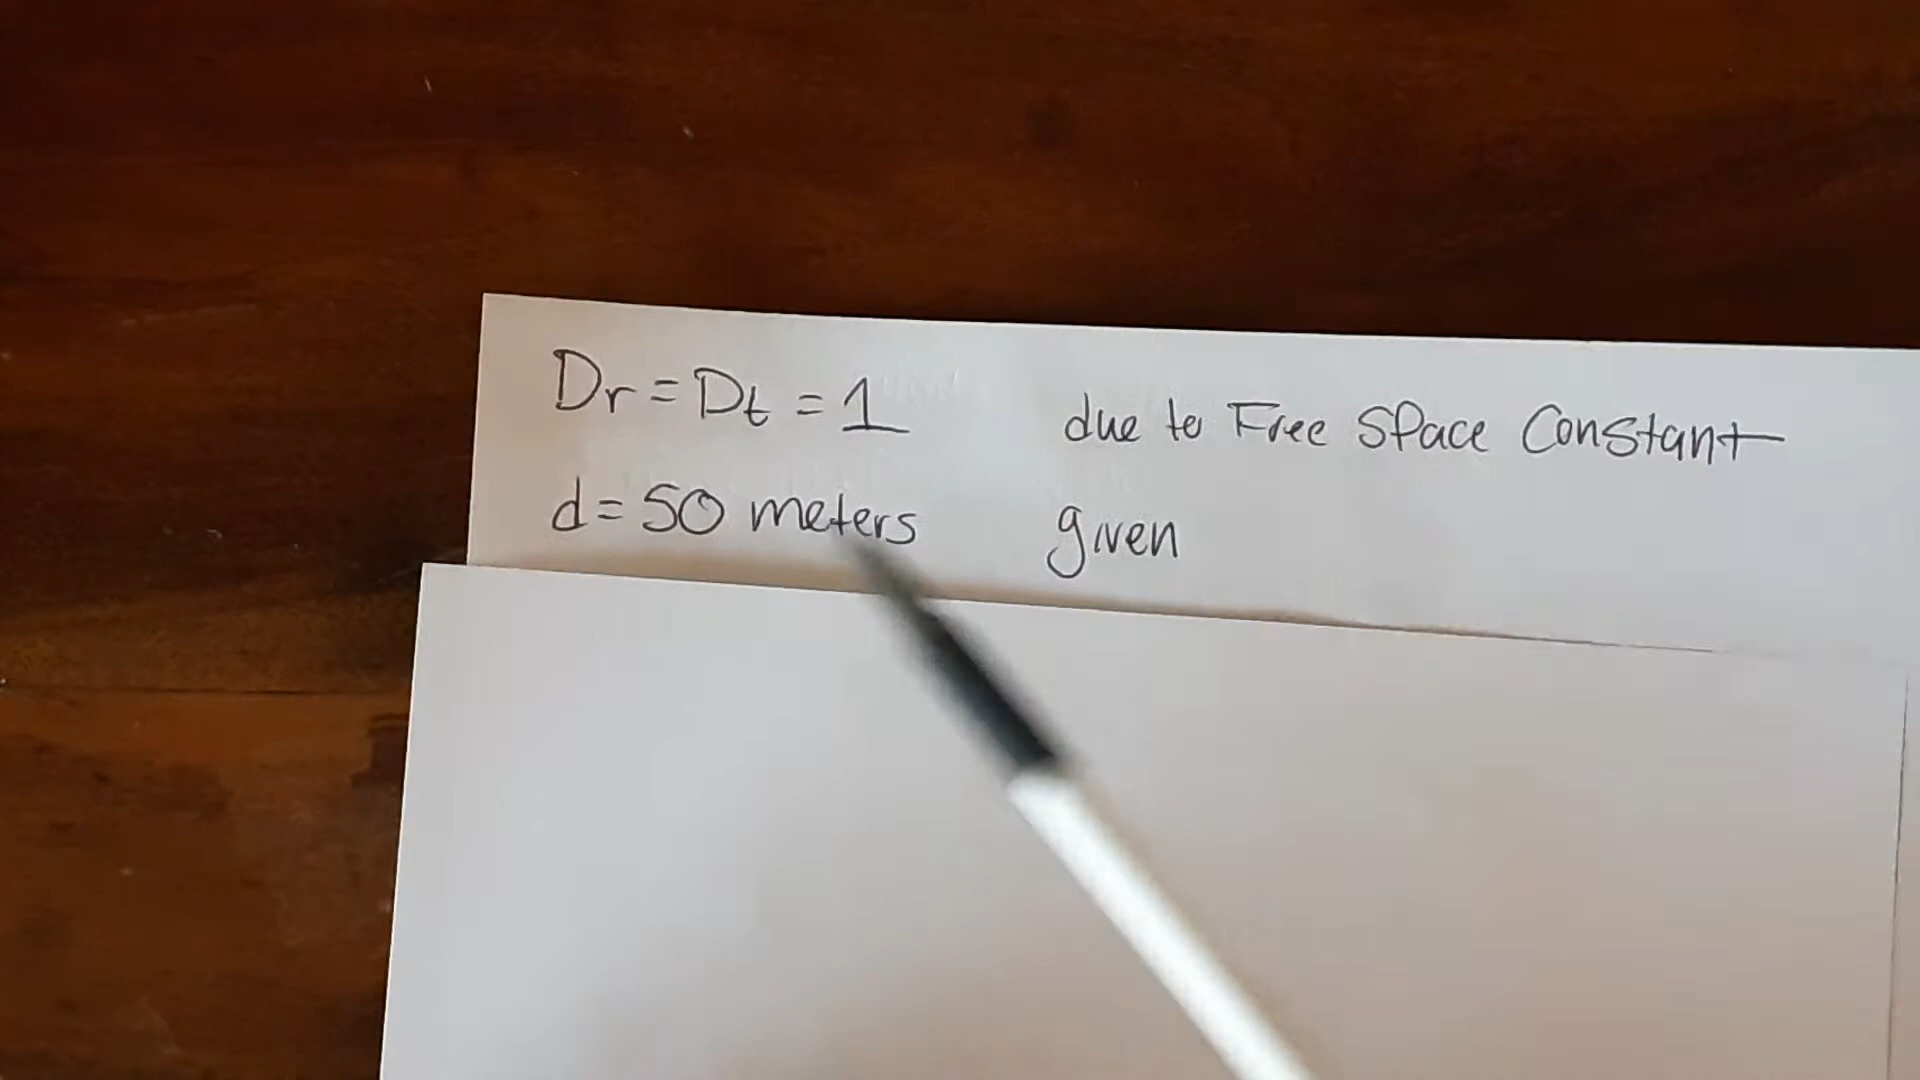 Dr = Dt = 1 due to Free Space Constant
d = 50 meters given